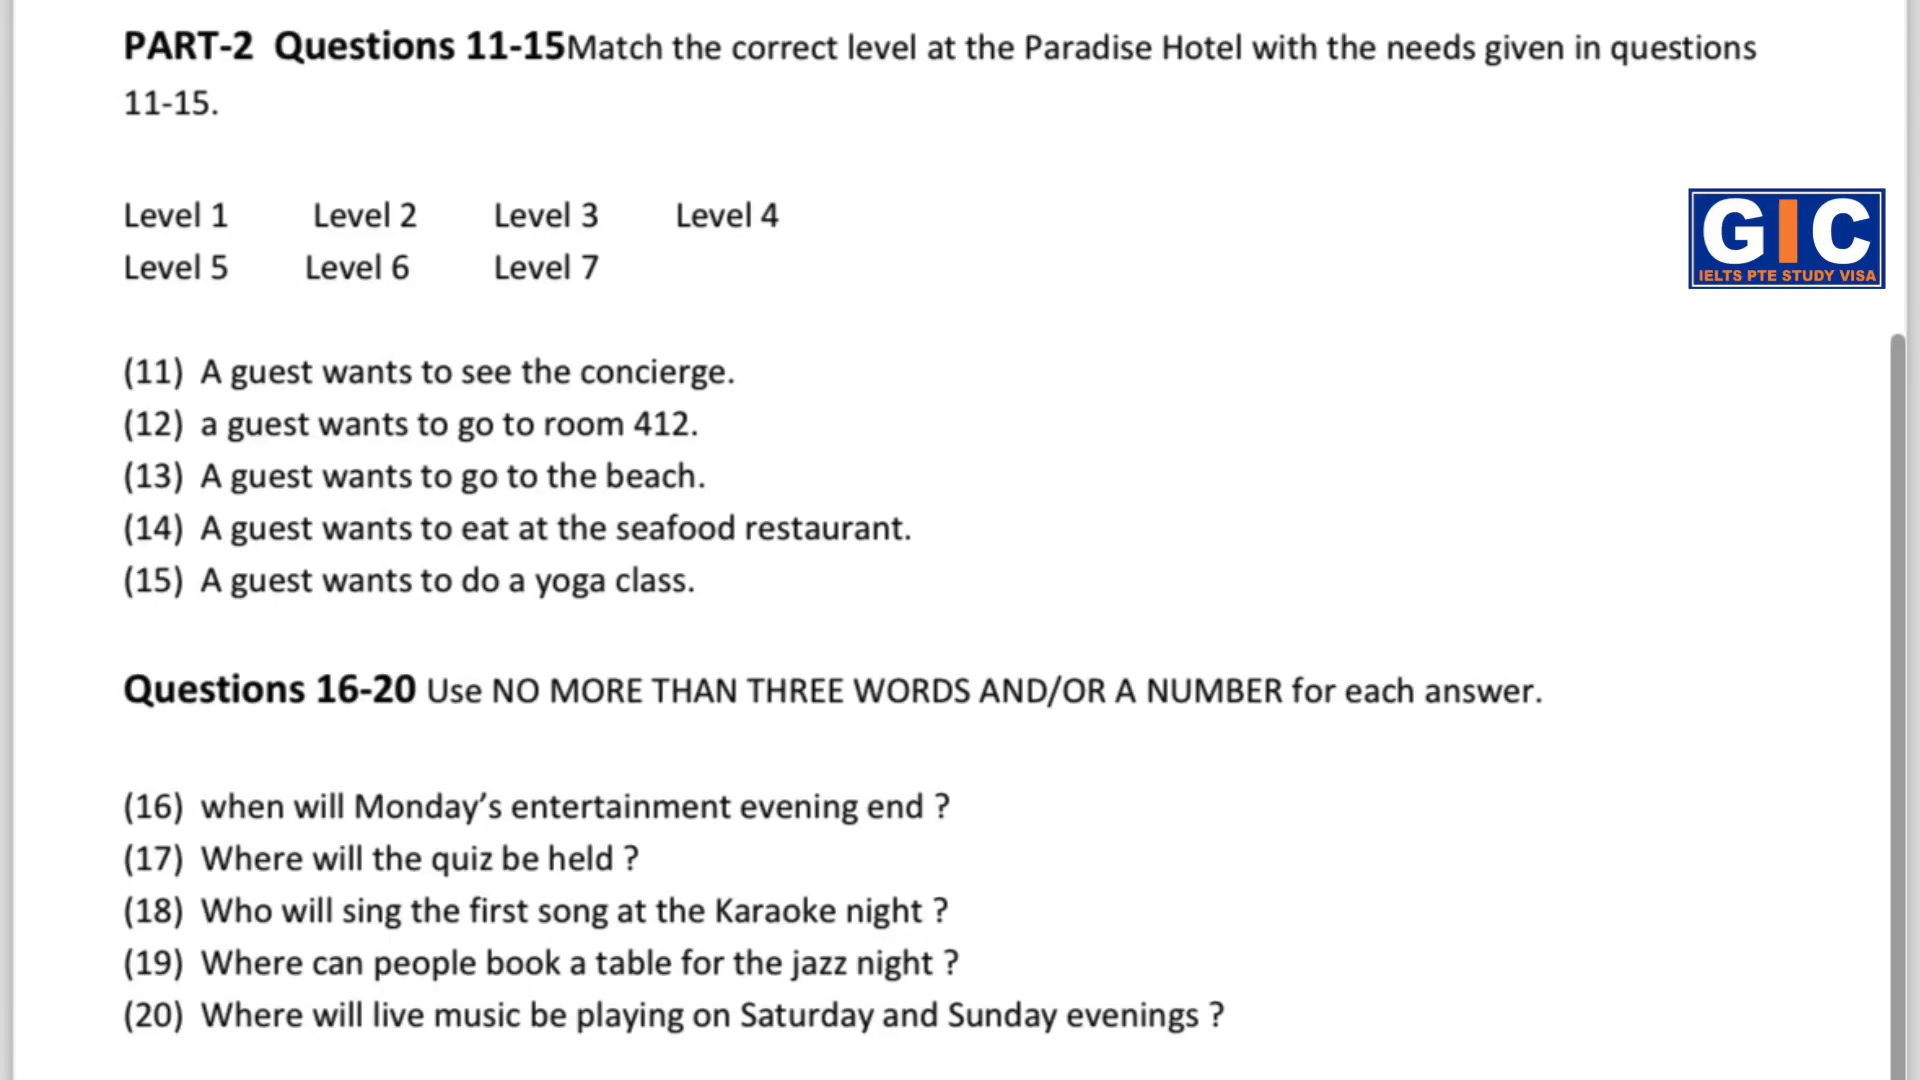 PART-2 Questions 11-15Match the correct level at the Paradise Hotel with the needs given in questions
11-15.
Level 1 Level 2 Level 3 Level 4
Level 5 Level 6 Level 7
GIC
IELTS PTE STUDY VISA
(11) A guest wants to see the concierge.
(12) a guest wants to go to room 412.
(13) A guest wants to go to the beach.
(14) A guest wants to eat at the seafood restaurant.
(15) A guest wants to do a yoga class.
Questions 16-20 Use NO MORE THAN THREE WORDS AND/OR A NUMBER for each answer.
(16) when will Monday’s entertainment evening end ?
(17) Where will the quiz be held ?
(18) Who will sing the first song at the Karaoke night ?
(19) Where can people book a table for the jazz night ?
(20) Where will live music be playing on Saturday and Sunday evenings ?